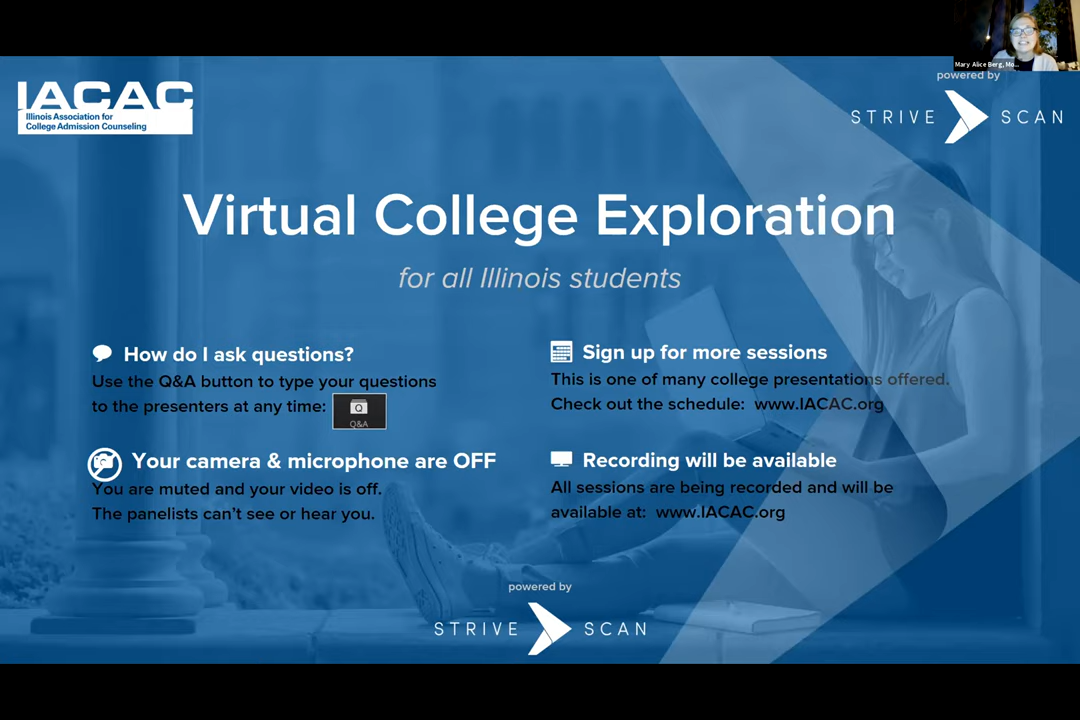 Mary Alice Berg, Mo...
IACAC
Illinois Association for
College Admission Counseling
powered by
STRIVE SCAN
Virtual College Exploration
for all Illinois students
How do I ask questions?
Use the Q&A button to type your questions
to the presenters at any time:
Q
Q&A
Sign up for more sessions
This is one of many college presentations offered.
Check out the schedule: www.IACAC.org
Your camera & microphone are OFF
You are muted and your video is off.
The panelists can't see or hear you.
Recording will be available
All sessions are being recorded and will be
available at: www.IACAC.org
powered by
STRIVE SCAN